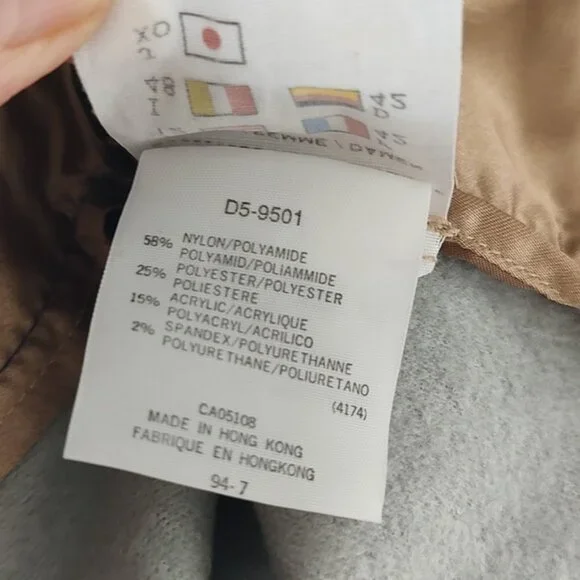 D5-9501
58% NYLON/POLYAMIDE
POLYAMID/POLIAMMIDE
25% POLYESTER/POLYESTER
POLIESTERE
15% ACRYLIC/ACRYLIQUE
POLYACRYL/ACRILICO
2% SPANDEX/POLYURETHANNE
POLYURETHANE/POLIURETANO
(4174)
CA05108
MADE IN HONG KONG
FABRIQUE EN HONGKONG
94-7